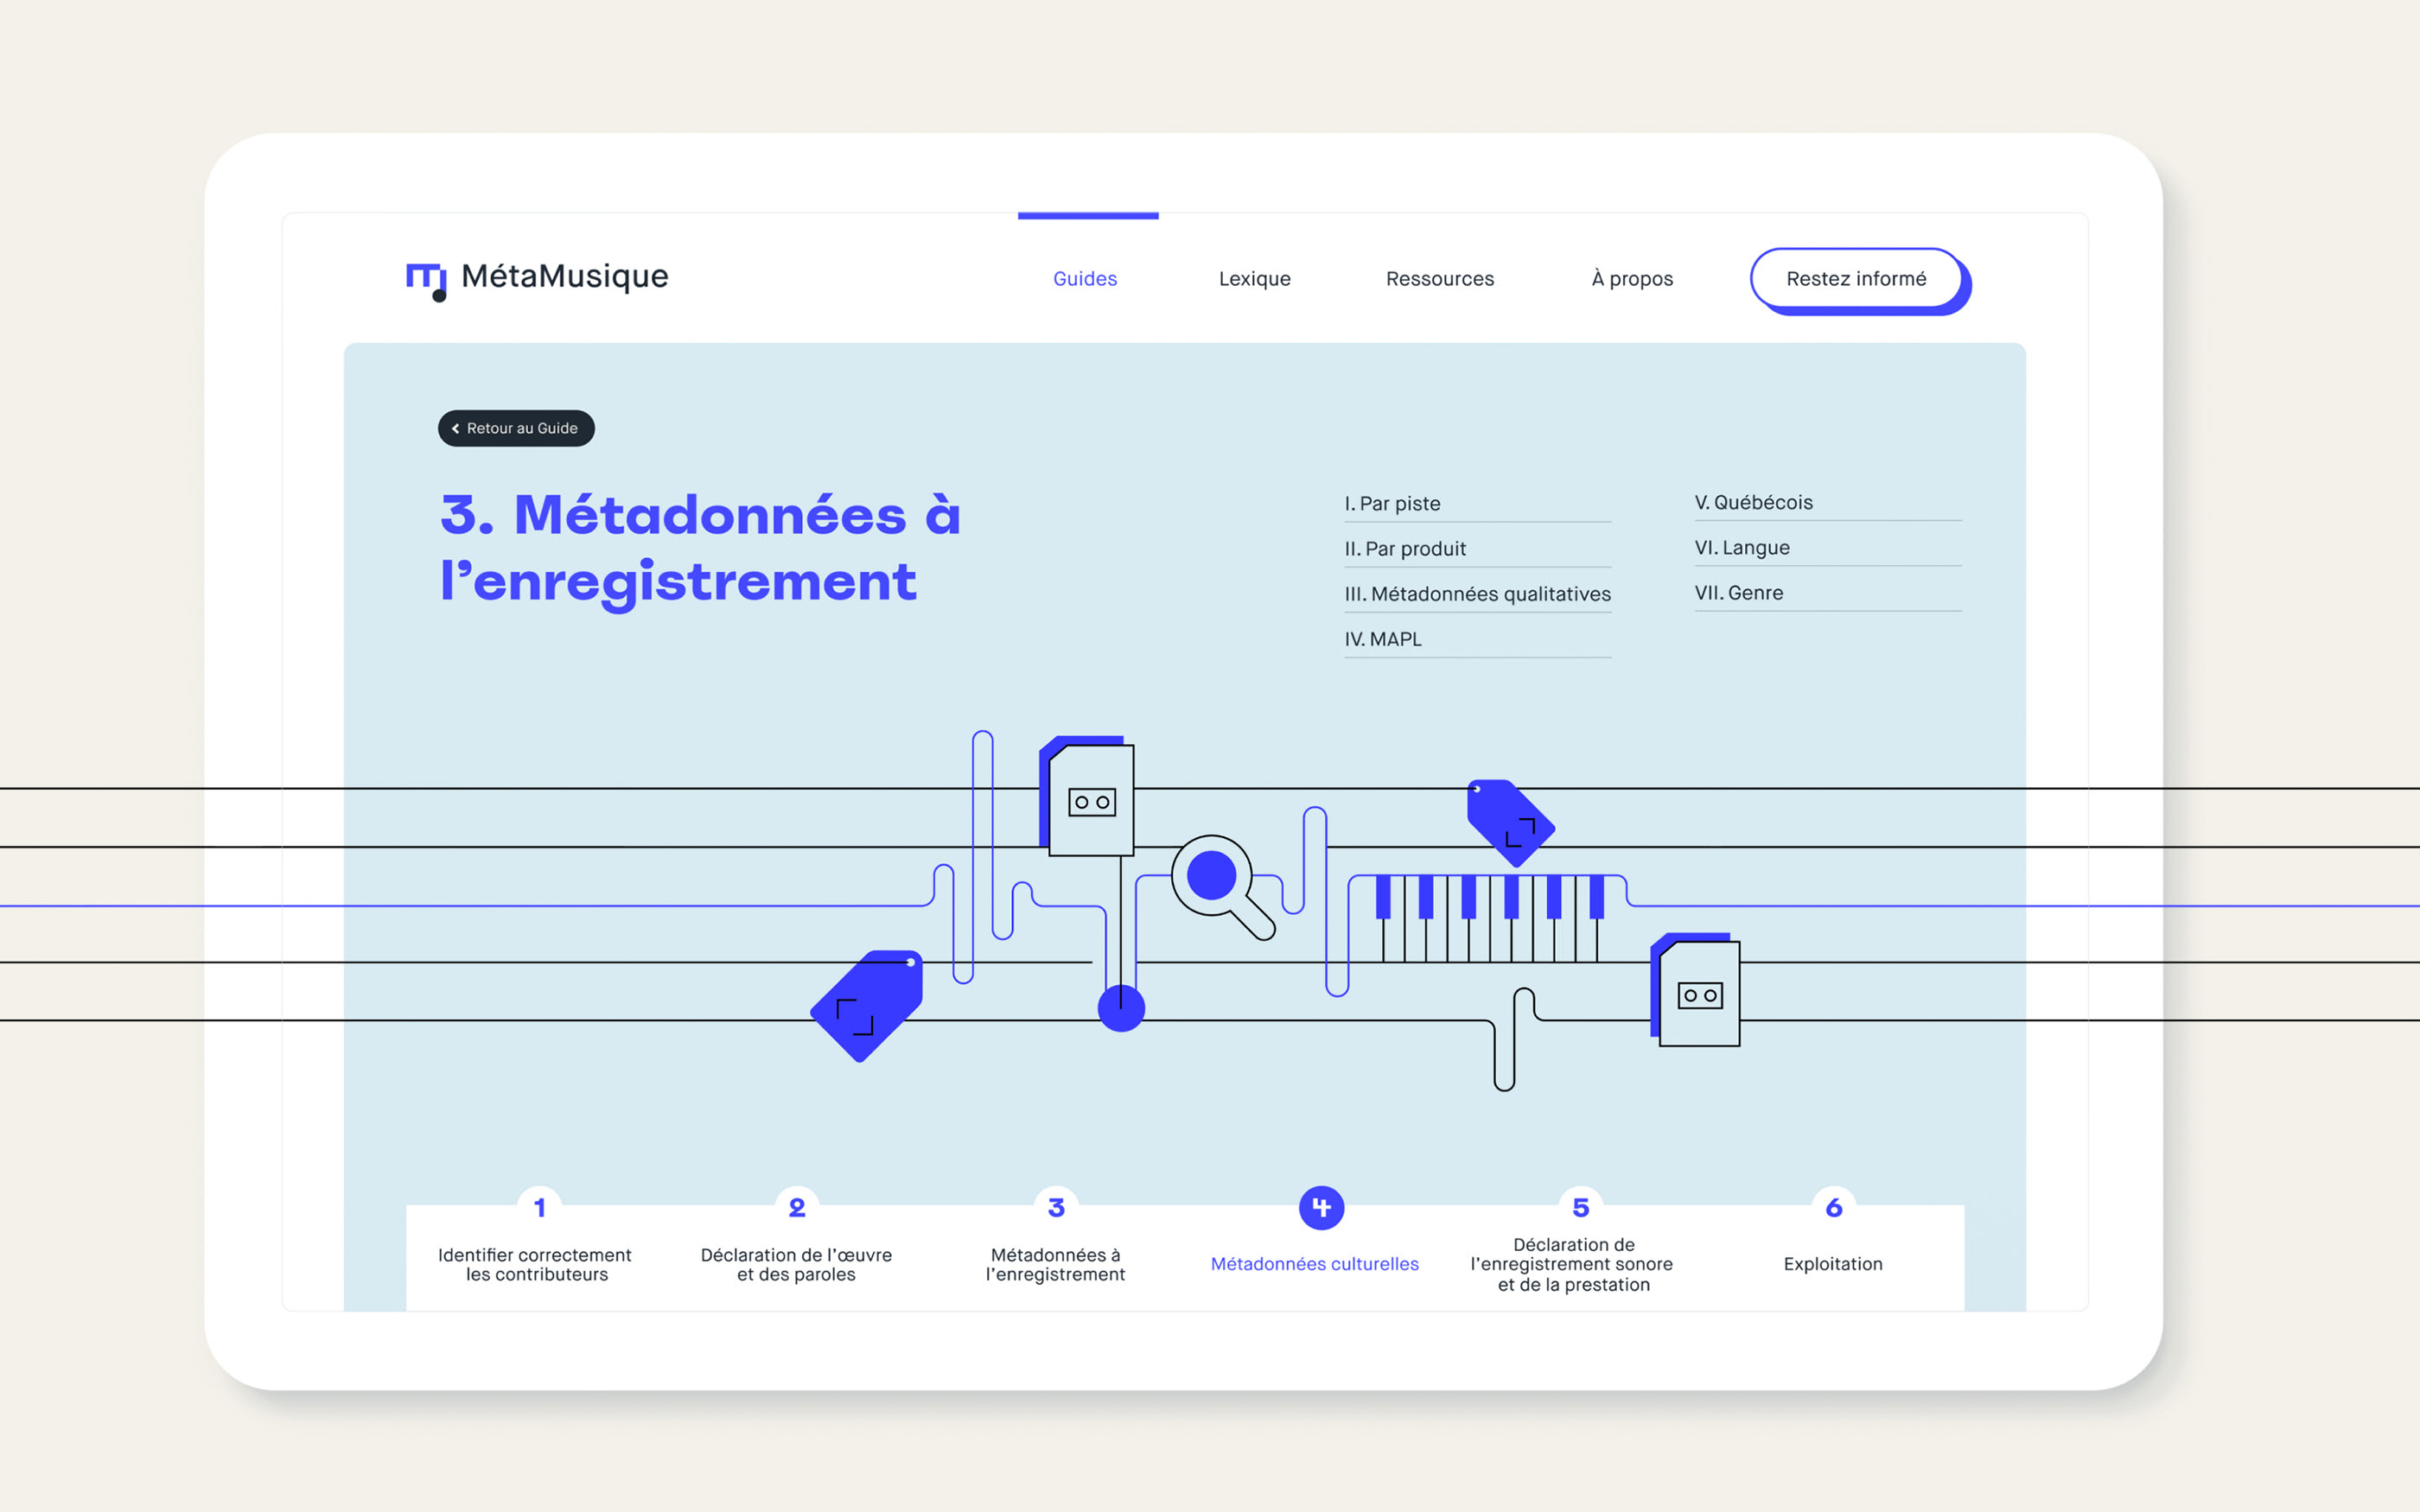 MétaMusique
Guides
Lexique
Ressources
À propos
Restez informé
Retour au Guide
3. Métadonnées à
l’enregistrement
I. Par piste
II. Par produit
III. Métadonnées qualitatives
IV. MAPL
V. Québécois
VI. Langue
VII. Genre
1
Identifier correctement
les contributeurs
2
Déclaration de l’œuvre
et des paroles
3
Métadonnées à
l’enregistrement
4
Métadonnées culturelles
5
Déclaration de
l’enregistrement sonore
et de la prestation
6
Exploitation